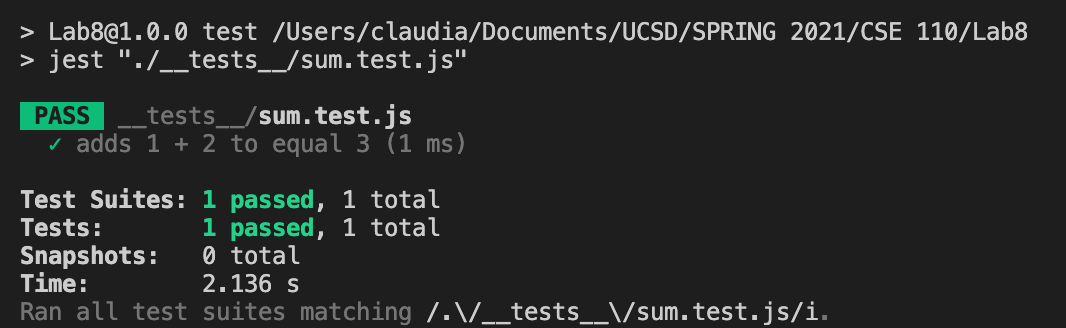 > Lab8@1.0.0 test /Users/claudia/Documents/UCSD/SPRING 2021/CSE 110/Lab8
> jest "./__tests__/sum.test.js"
PASS __tests__/sum.test.js
✓ adds 1 + 2 to equal 3 (1 ms)
Test Suites: 1 passed, 1 total
Tests: 1 passed, 1 total
Snapshots: 0 total
Time: 2.136 s
Ran all test suites matching /.\/__tests__\/sum.test.js/i.